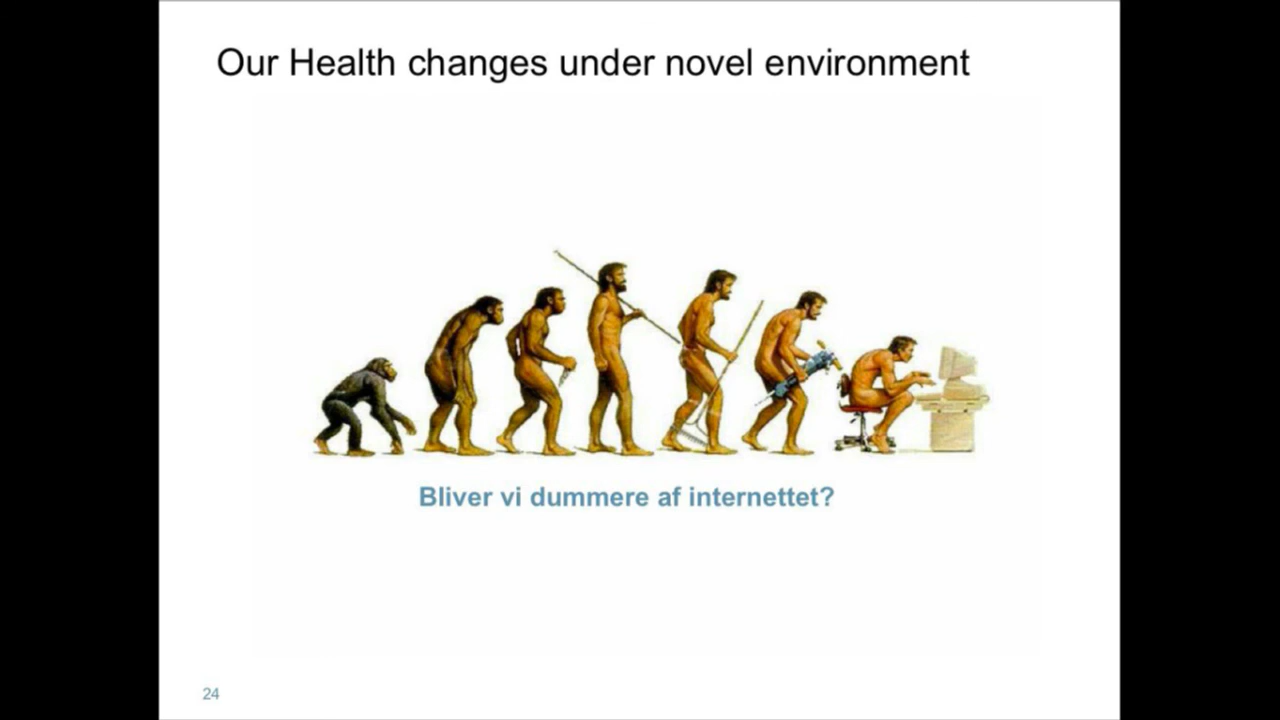 Our Health changes under novel environment
Bliver vi dummere af internettet?
24